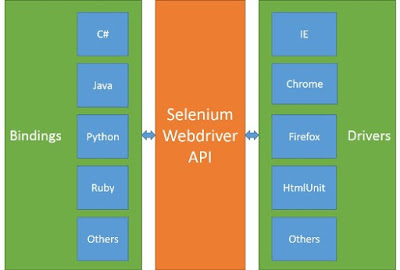 Bindings
C#
Java
Python
Ruby
Others
Selenium
Webdriver
API
IE
Chrome
Firefox
HtmlUnit
Others
Drivers